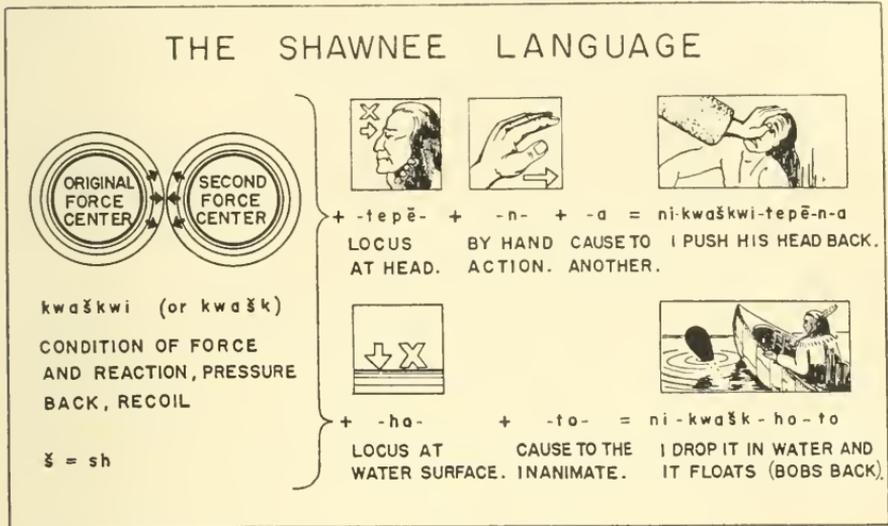 THE SHAWNEE LANGUAGE
ORIGINAL
FORCE
CENTER
SECOND
FORCE
CENTER
kwaškwi (or kwašk)
CONDITION OF FORCE
AND REACTION, PRESSURE
BACK, RECOIL
š = sh
X
+ -tepē- + -n- + -a = ni-kwaškwi-tepē-n-a
LOCUS
AT HEAD.
BY HAND
ACTION.
CAUSE TO
ANOTHER.
I PUSH HIS HEAD BACK.
X
+ -ho- + -to- = ni-kwašk-ho-to
LOCUS AT
WATER SURFACE.
CAUSE TO THE
INANIMATE.
I DROP IT IN WATER AND
IT FLOATS (BOBS BACK).